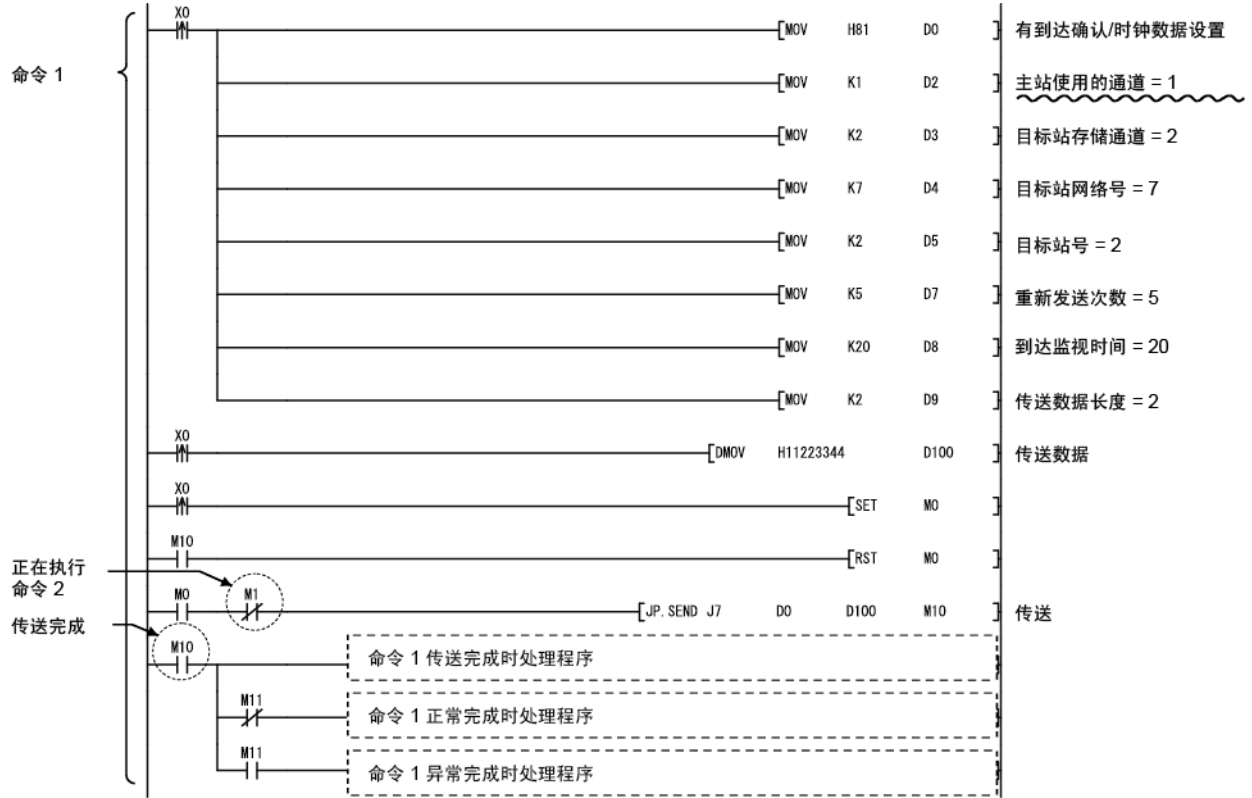 X0
[MOV H81 D0 ] 有到达确认/时钟数据设置
命令 1
[MOV K1 D2 ] 主站使用的通道 = 1
[MOV K2 D3 ] 目标站存储通道 = 2
[MOV K7 D4 ] 目标站网络号 = 7
[MOV K2 D5 ] 目标站号 = 2
[MOV K5 D7 ] 重新发送次数 = 5
[MOV K20 D8 ] 到达监视时间 = 20
[MOV K2 D9 ] 传送数据长度 = 2
X0
[DMOV H11223344 D100 ] 传送数据
X0
[SET M0 ]
M10
[RST M0 ]
正在执行
命令 2
M0 M1
[JP.SEND J7 D0 D100 M10 ] 传送
传送完成
M10
命令 1 传送完成时处理程序
M11
命令 1 正常完成时处理程序
M11
命令 1 异常完成时处理程序